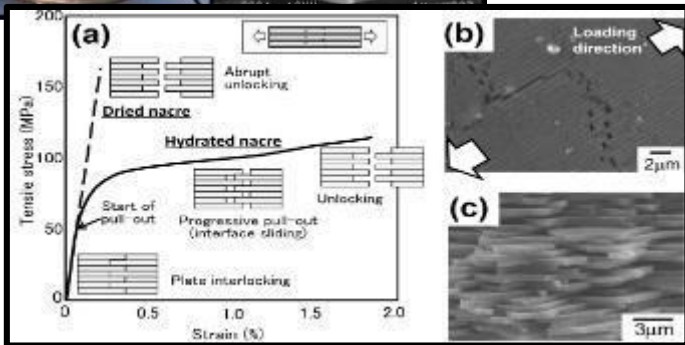 (a)
200
150
100
50
0
Tensile stress (MPa)
Abrupt
unlocking
Dried nacre
Hydrated nacre
Start of
pull-out
Progressive pull-out
(interface sliding)
Unlocking
Plate interlocking
0 0.5 1.0 1.5 2.0
Strain (%)
(b)
Loading
direction
2μm
(c)
3μm